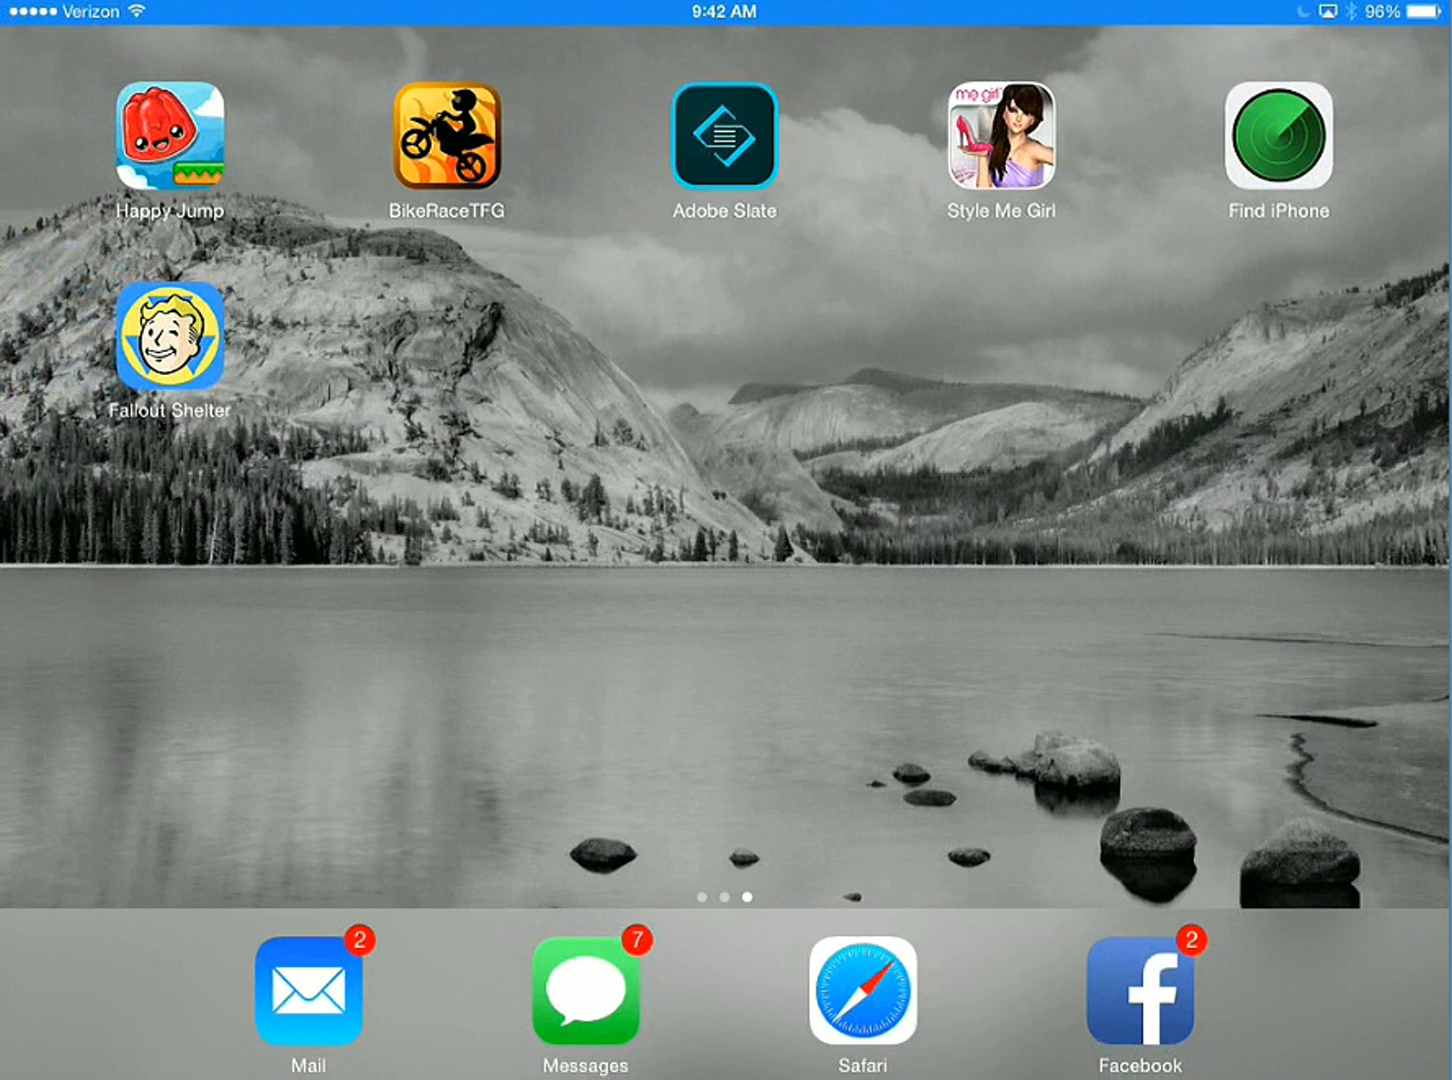 Verizon 9:42 AM 96%
me girl
Happy Jump BikeRaceTFG Adobe Slate Style Me Girl Find iPhone
Fallout Shelter
2 7 2
f
Mail Messages Safari Facebook